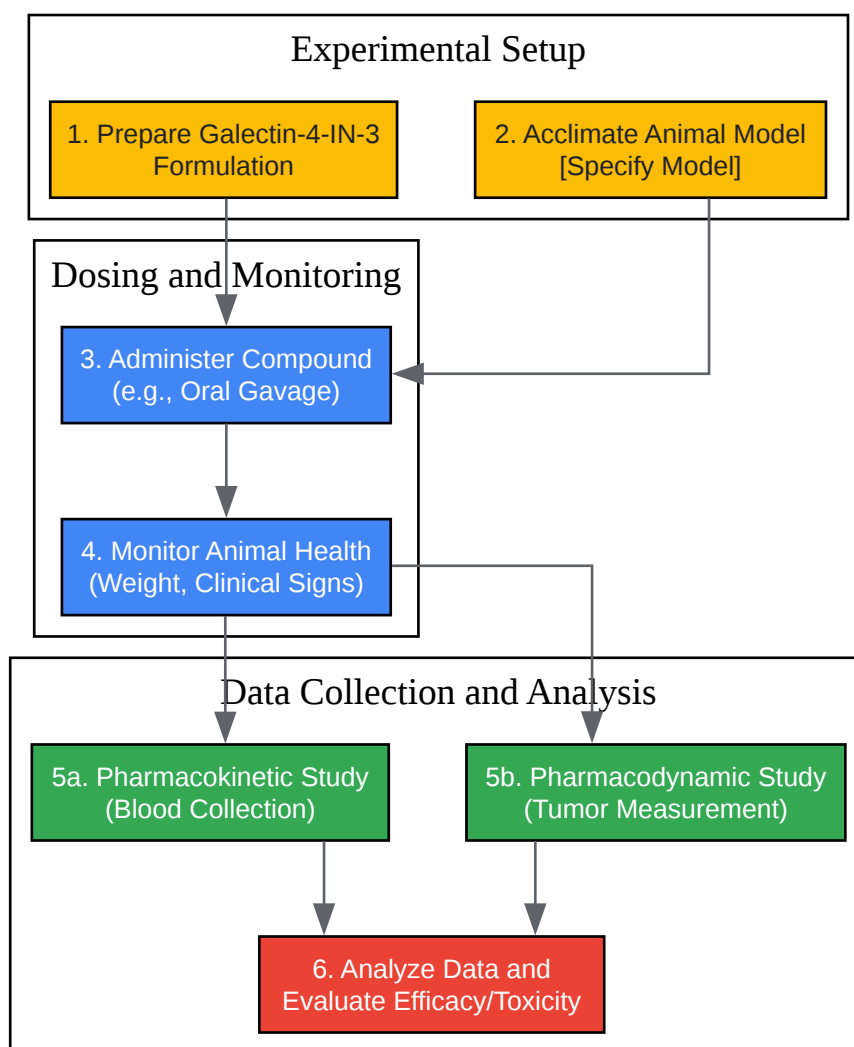 Experimental Setup
1. Prepare Galectin-4-IN-3
Formulation
2. Acclimate Animal Model
[Specify Model]
Dosing and Monitoring
3. Administer Compound
(e.g., Oral Gavage)
4. Monitor Animal Health
(Weight, Clinical Signs)
Data Collection and Analysis
5a. Pharmacokinetic Study
(Blood Collection)
5b. Pharmacodynamic Study
(Tumor Measurement)
6. Analyze Data and
Evaluate Efficacy/Toxicity